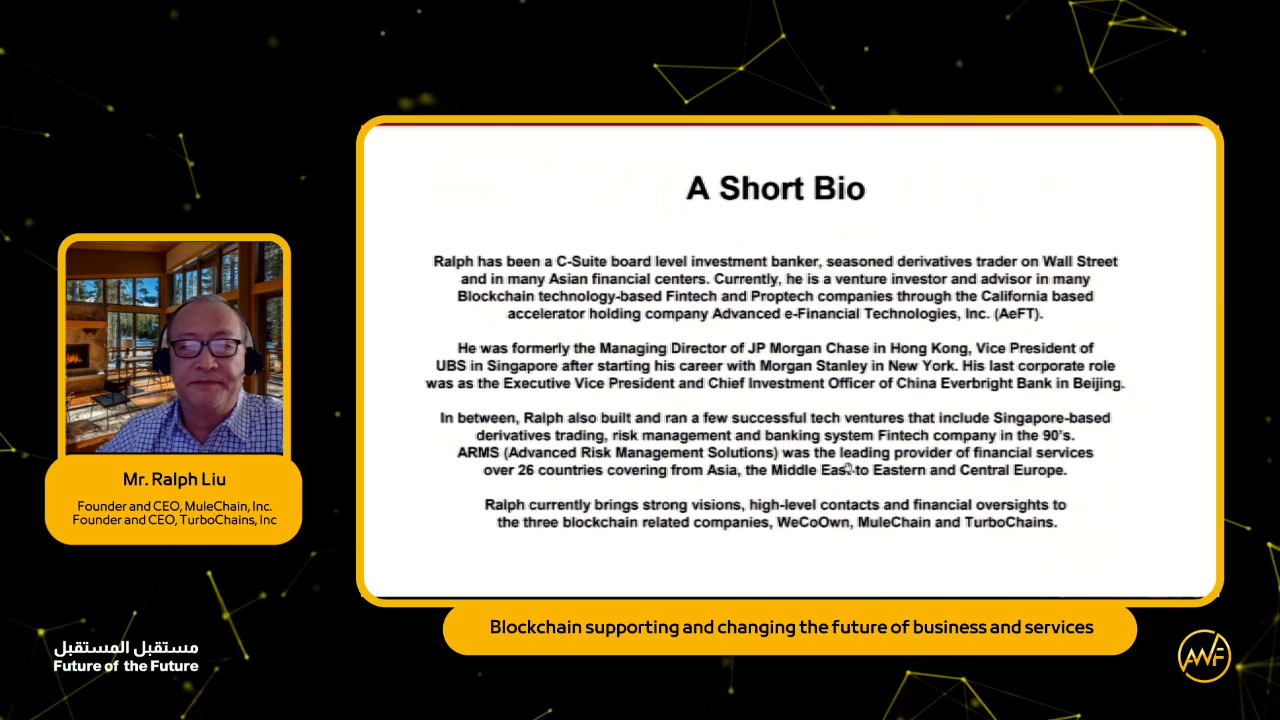 A Short Bio
Ralph has been a C-Suite board level investment banker, seasoned derivatives trader on Wall Street
and in many Asian financial centers. Currently, he is a venture investor and advisor in many
Blockchain technology-based Fintech and Proptech companies through the California based
accelerator holding company Advanced e-Financial Technologies, Inc. (AeFT).
He was formerly the Managing Director of JP Morgan Chase in Hong Kong, Vice President of
UBS in Singapore after starting his career with Morgan Stanley in New York. His last corporate role
was as the Executive Vice President and Chief Investment Officer of China Everbright Bank in Beijing.
In between, Ralph also built and ran a few successful tech ventures that include Singapore-based
derivatives trading, risk management and banking system Fintech company in the 90's.
ARMS (Advanced Risk Management Solutions) was the leading provider of financial services
over 26 countries covering from Asia, the Middle East to Eastern and Central Europe.
Ralph currently brings strong visions, high-level contacts and financial oversights to
the three blockchain related companies, WeCoOwn, MuleChain and TurboChains.
Mr. Ralph Liu
Founder and CEO, MuleChain, Inc.
Founder and CEO, TurboChains, Inc
Blockchain supporting and changing the future of business and services
مستقبل المستقبل
Future of the Future
AWF